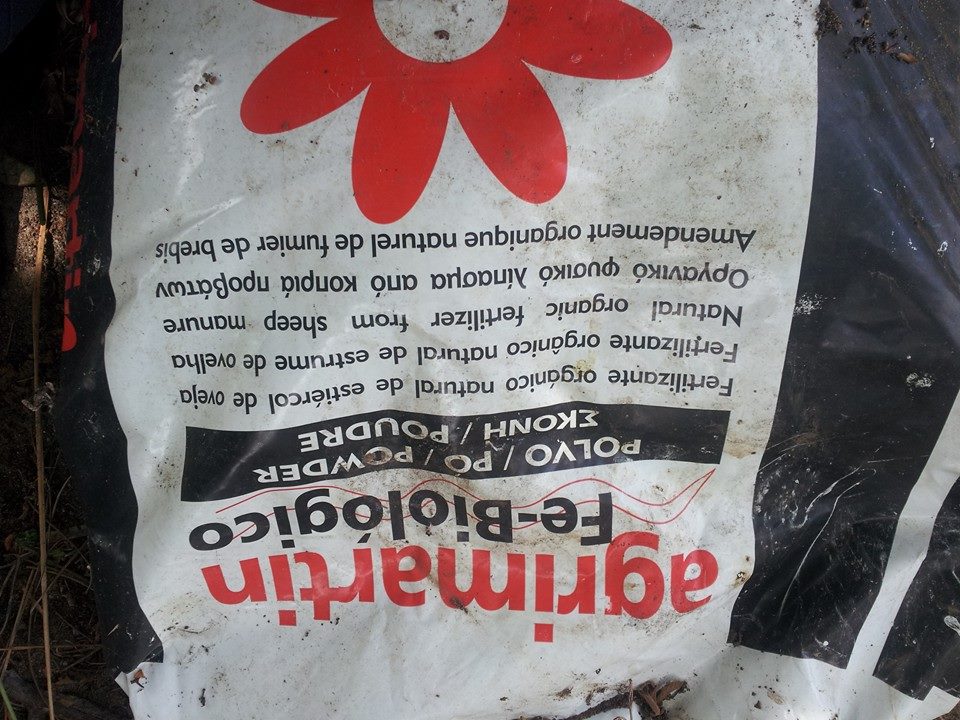 agrimartin
Fe-Biológico
POLVO / PO / POWDER
ΣΚΟΝΗ / POUDRE
Fertilizante orgánico natural de estiércol de oveja
Fertilizante orgânico natural de estrume de ovelha
Natural organic fertilizer from sheep manure
Οργανικό φυσικό λίπασμα από κοπριά προβάτων
Amendement organique naturel de fumier de brebis